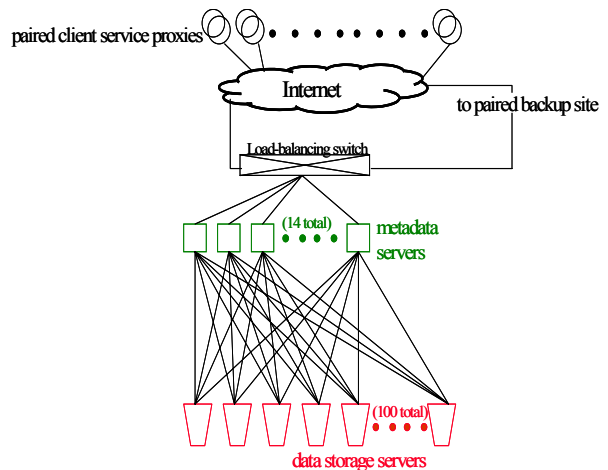 paired client service proxies
Internet
to paired backup site
Load-balancing switch
(14 total)
metadata
servers
(100 total)
data storage servers